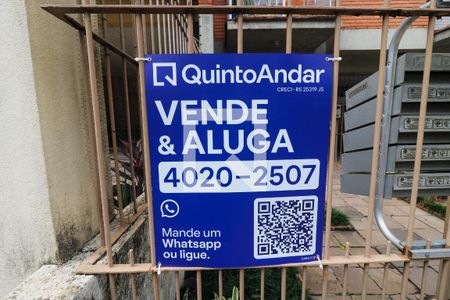 QuintoAndar
CRECI-RS 25319 JS
VENDE
& ALUGA
4020-2507
Mande um
Whatsapp
ou ligue.